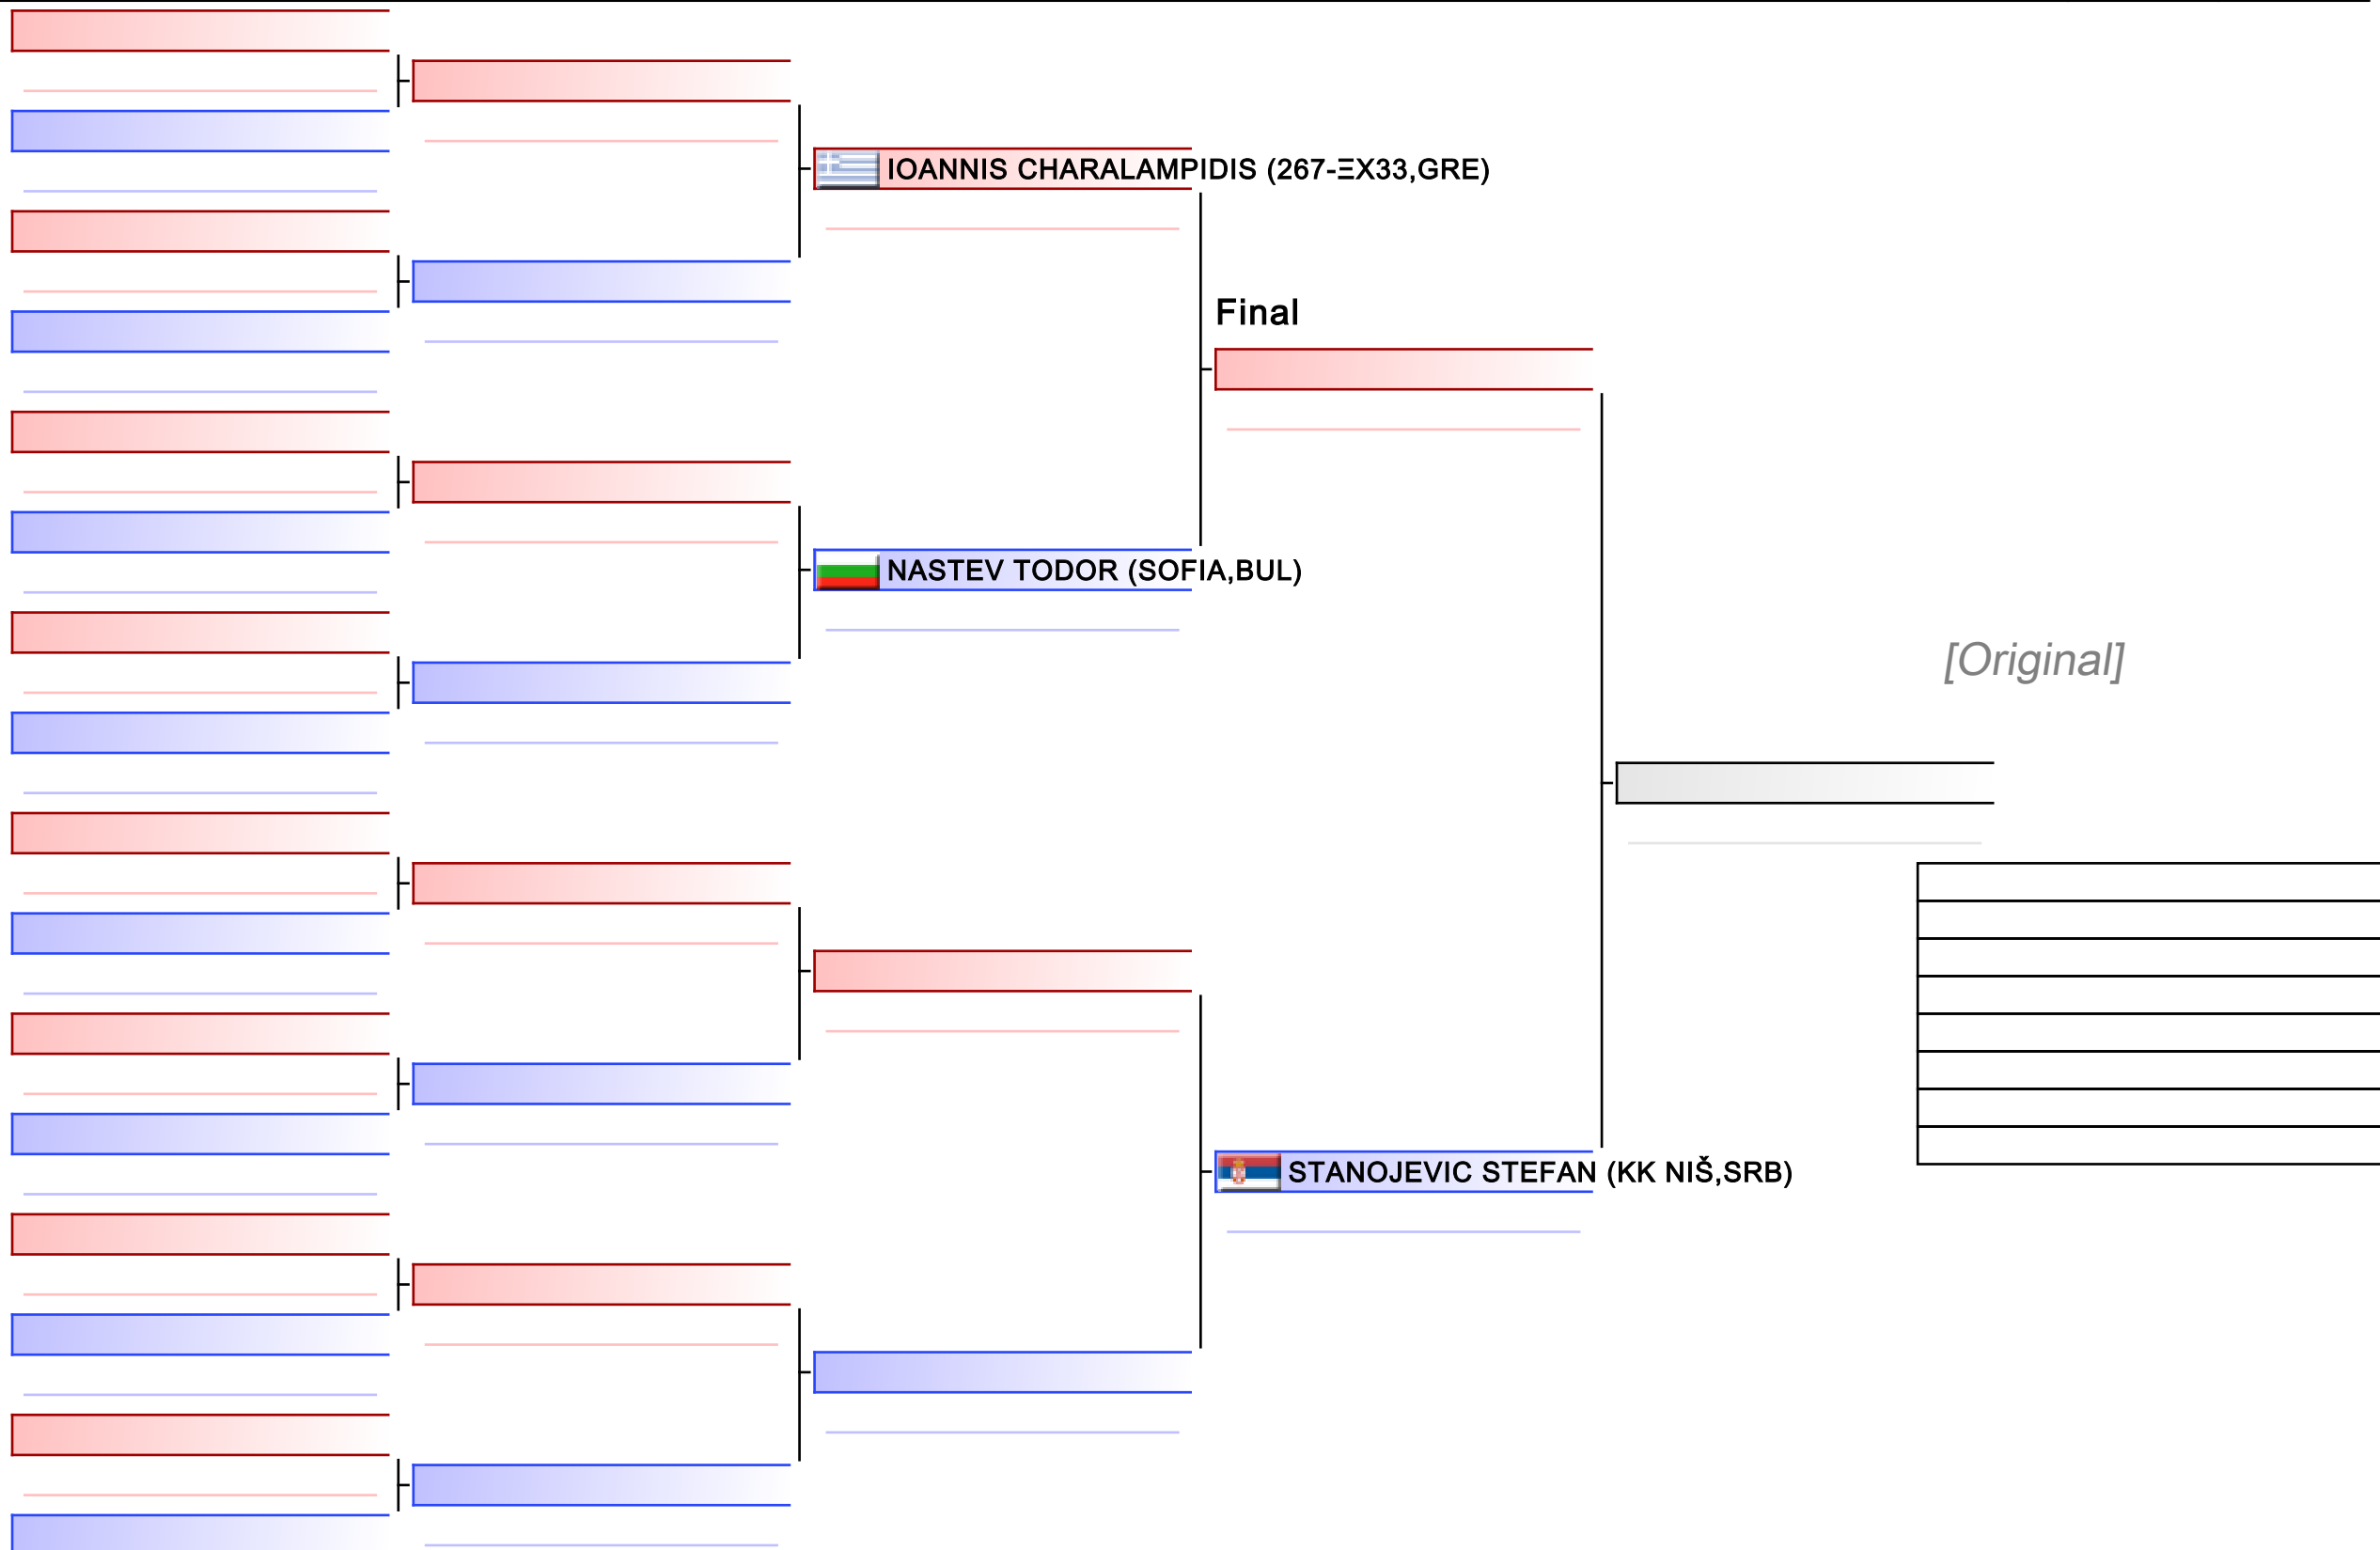 IOANNIS CHARALAMPIDIS (267-ΞΧ33,GRE)
Final
NASTEV TODOR (SOFIA,BUL)
[Original]
STANOJEVIC STEFAN (KK NIŠ,SRB)